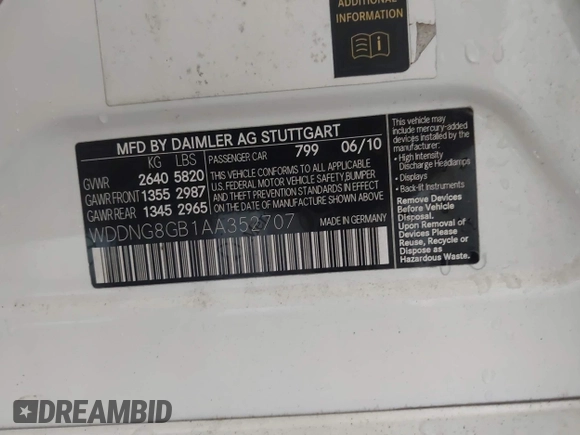 ADDITIONAL
INFORMATION
MFD BY DAIMLER AG STUTTGART
KG LBS
PASSENGER CAR 799 06/10
GVWR 2640 5820
GAWR FRONT 1355 2987
GAWR REAR 1345 2965
THIS VEHICLE CONFORMS TO ALL APPLICABLE
U.S. FEDERAL MOTOR VEHICLE SAFETY, BUMPER
AND THEFT PREVENTION STANDARDS IN EFFECT
ON THE DATE OF MANUFACTURE SHOWN ABOVE.
WDDNG8GB1AA352707
MADE IN GERMANY
This vehicle may
include mercury-added
devices installed by
the manufacturer:
• High Intensity
Discharge Headlamps
• Displays
• Back-lit Instruments
Remove Devices
Before Vehicle
Disposal.
Upon Removal of
Devices Please
Reuse, Recycle or
Dispose as
Hazardous Waste.
DREAMBID